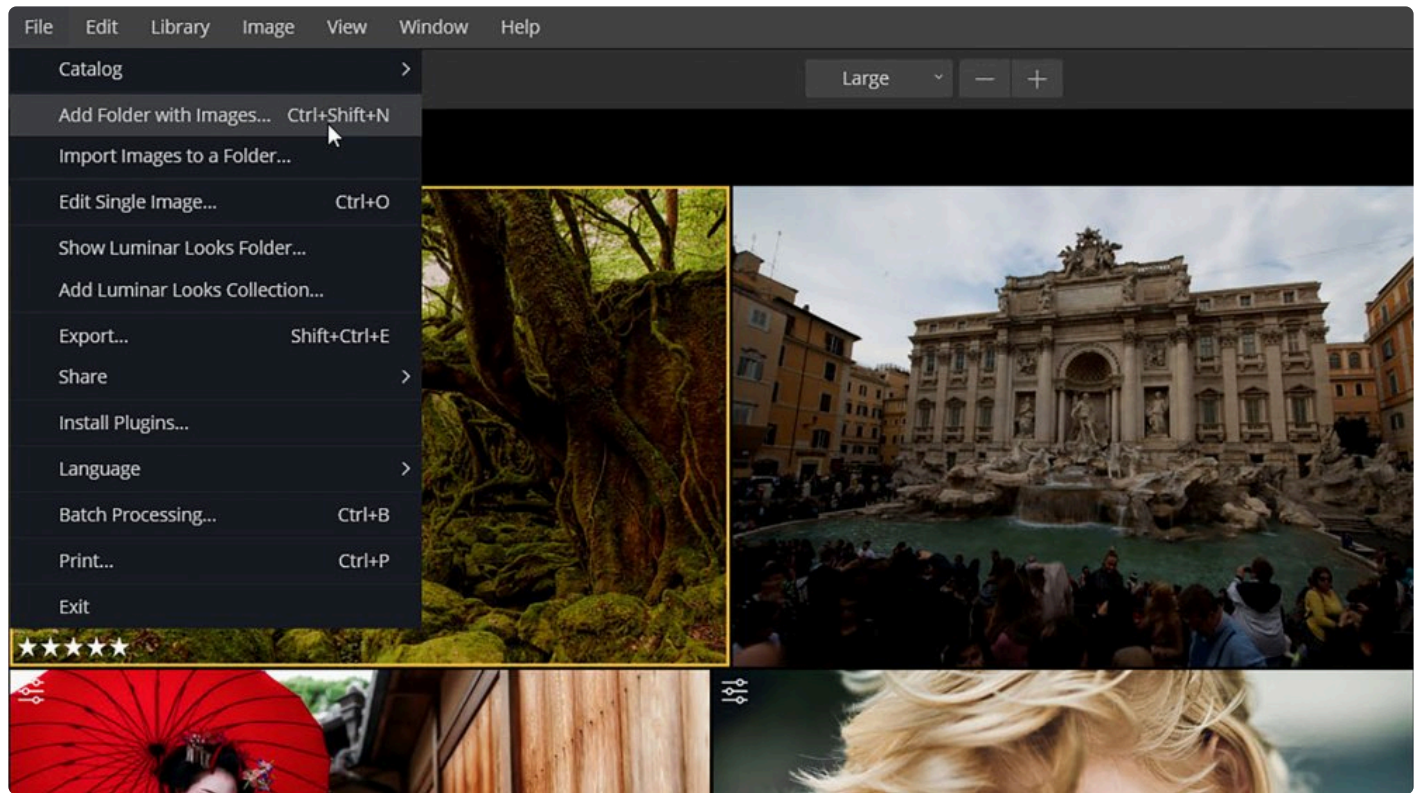 File Edit Library Image View Window Help
Catalog
Large
Add Folder with Images... Ctrl+Shift+N
Import Images to a Folder...
Edit Single Image... Ctrl+O
Show Luminar Looks Folder...
Add Luminar Looks Collection...
Export... Shift+Ctrl+E
Share
Install Plugins...
Language
Batch Processing... Ctrl+B
Print... Ctrl+P
Exit